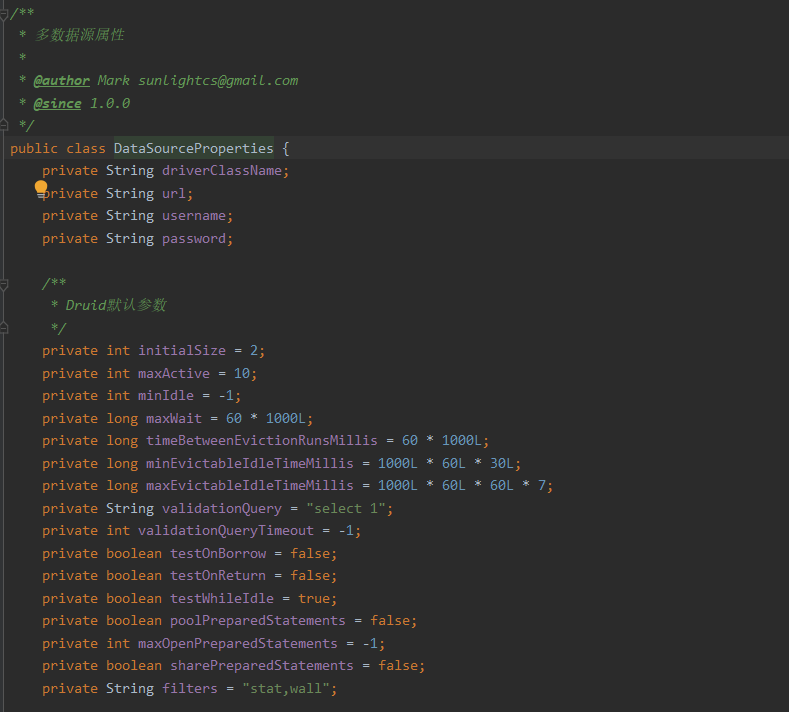 /**
 * 多数据源属性
 *
 * @author Mark sunlightcs@gmail.com
 * @since 1.0.0
 */
public class DataSourceProperties {
    private String driverClassName;
    private String url;
    private String username;
    private String password;

    /**
     * Druid默认参数
     */
    private int initialSize = 2;
    private int maxActive = 10;
    private int minIdle = -1;
    private long maxWait = 60 * 1000L;
    private long timeBetweenEvictionRunsMillis = 60 * 1000L;
    private long minEvictableIdleTimeMillis = 1000L * 60L * 30L;
    private long maxEvictableIdleTimeMillis = 1000L * 60L * 60L * 7;
    private String validationQuery = "select 1";
    private int validationQueryTimeout = -1;
    private boolean testOnBorrow = false;
    private boolean testOnReturn = false;
    private boolean testWhileIdle = true;
    private boolean poolPreparedStatements = false;
    private int maxOpenPreparedStatements = -1;
    private boolean sharePreparedStatements = false;
    private String filters = "stat,wall";